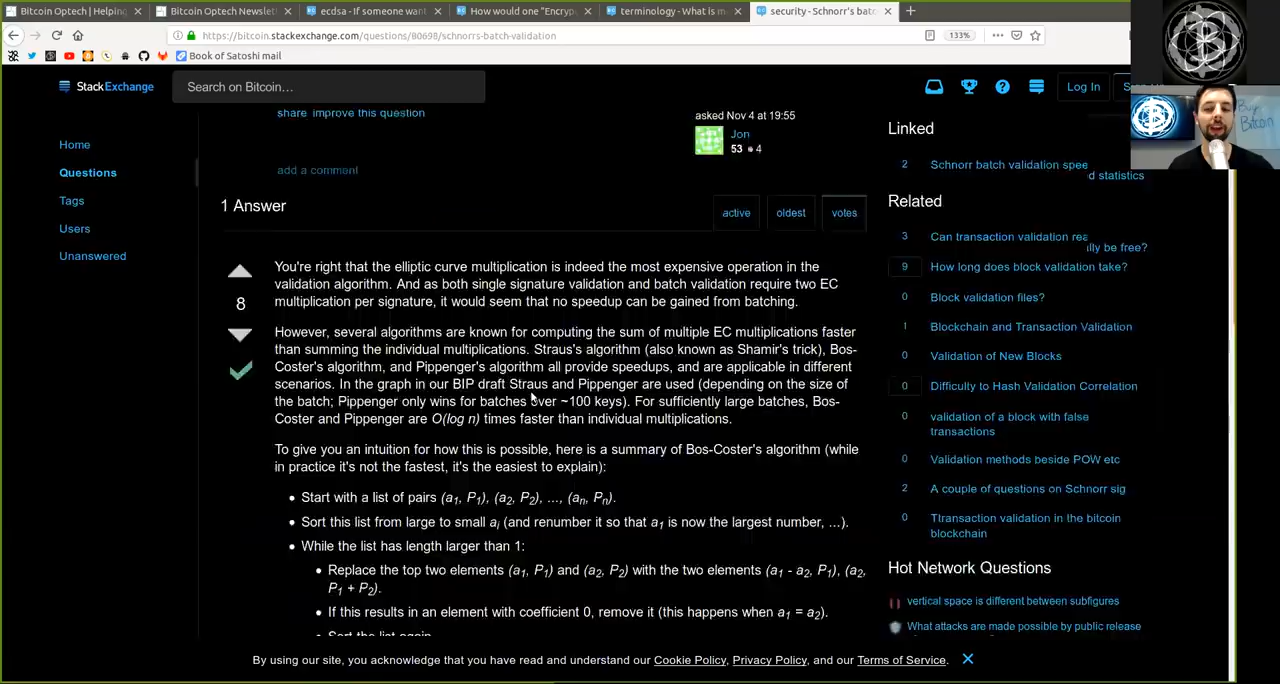 Bitcoin Optech | Helping
Bitcoin Optech Newslet
ecdsa - If someone wan
How would one "Encryp
terminology - What is m
security - Schnorr's batc
https://bitcoin.stackexchange.com/questions/80698/schnorrs-batch-validation
133%
Book of Satoshi mail
StackExchange
Search on Bitcoin…
Log In
Home
Questions
Tags
Users
Unanswered
share improve this question
asked Nov 4 at 19:55
Jon
53 4
add a comment
1 Answer
active
oldest
votes
8
You're right that the elliptic curve multiplication is indeed the most expensive operation in the
validation algorithm. And as both single signature validation and batch validation require two EC
multiplication per signature, it would seem that no speedup can be gained from batching.
However, several algorithms are known for computing the sum of multiple EC multiplications faster
than summing the individual multiplications. Straus's algorithm (also known as Shamir's trick), Bos-
Coster's algorithm, and Pippenger's algorithm all provide speedups, and are applicable in different
scenarios. In the graph in our BIP draft Straus and Pippenger are used (depending on the size of
the batch; Pippenger only wins for batches over ~100 keys). For sufficiently large batches, Bos-
Coster and Pippenger are O(log n) times faster than individual multiplications.
To give you an intuition for how this is possible, here is a summary of Bos-Coster's algorithm (while
in practice it's not the fastest, it's the easiest to explain):
• Start with a list of pairs (a1, P1), (a2, P2), ..., (an, Pn).
• Sort this list from large to small ai (and renumber it so that a1 is now the largest number, ...).
• While the list has length larger than 1:
• Replace the top two elements (a1, P1) and (a2, P2) with the two elements (a1 - a2, P1), (a2,
P1 + P2).
• If this results in an element with coefficient 0, remove it (this happens when a1 = a2).
• Sort the list again
Linked
2 Schnorr batch validation spee
d statistics
Related
3 Can transaction validation rea
lly be free?
9 How long does block validation take?
0 Block validation files?
1 Blockchain and Transaction Validation
0 Validation of New Blocks
0 Difficulty to Hash Validation Correlation
0 validation of a block with false
transactions
0 Validation methods beside POW etc
2 A couple of questions on Schnorr sig
0 Ttransaction validation in the bitcoin
blockchain
Hot Network Questions
vertical space is different between subfigures
What attacks are made possible by public release
By using our site, you acknowledge that you have read and understand our Cookie Policy, Privacy Policy, and our Terms of Service.
Buy
Bitcoin